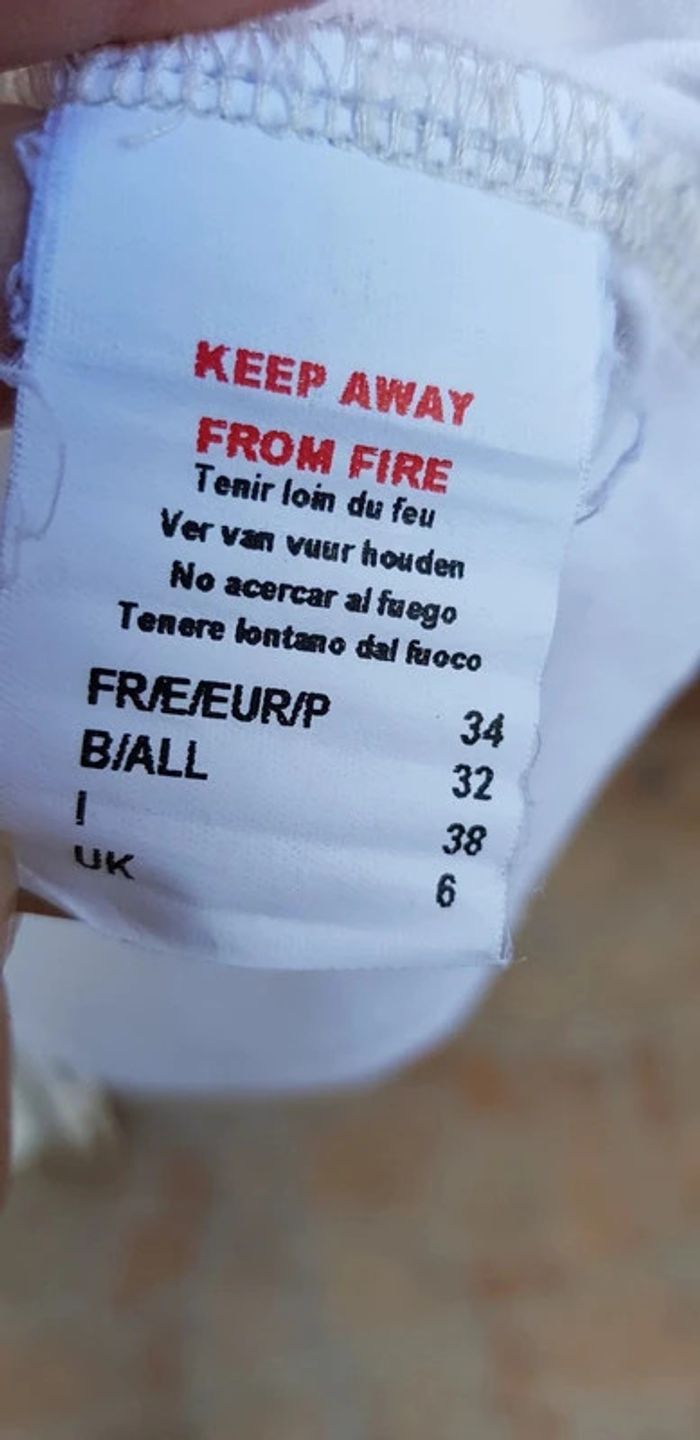 KEEP AWAY
FROM FIRE
Tenir loin du feu
Ver van vuur houden
No acercar al fuego
Tenere lontano dal fuoco
FR/E/EUR/P 34
B/ALL 32
I 38
UK 6